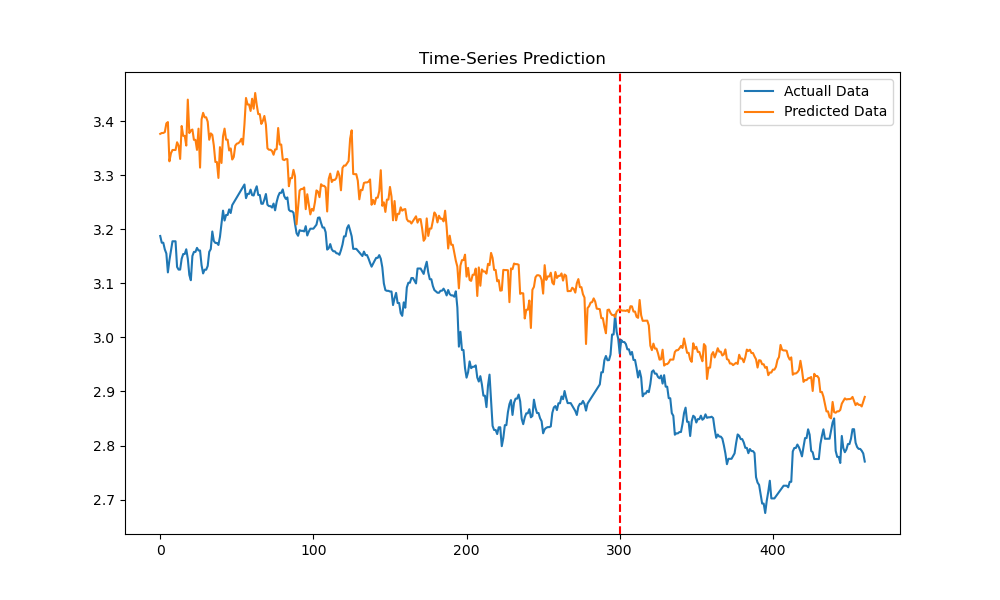 Time-Series Prediction
Actuall Data
Predicted Data
3.4
3.3
3.2
3.1
3.0
2.9
2.8
2.7
0 100 200 300 400